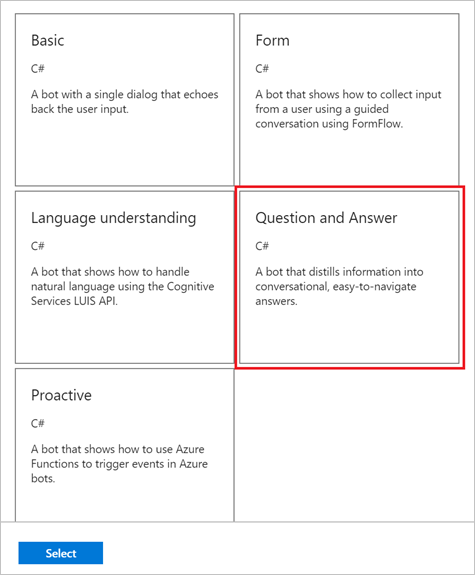 Basic
C#
A bot with a single dialog that echoes
back the user input.
Form
C#
A bot that shows how to collect input
from a user using a guided
conversation using FormFlow.
Language understanding
C#
A bot that shows how to handle
natural language using the Cognitive
Services LUIS API.
Question and Answer
C#
A bot that distills information into
conversational, easy-to-navigate
answers.
Proactive
C#
A bot that shows how to use Azure
Functions to trigger events in Azure
bots.
Select